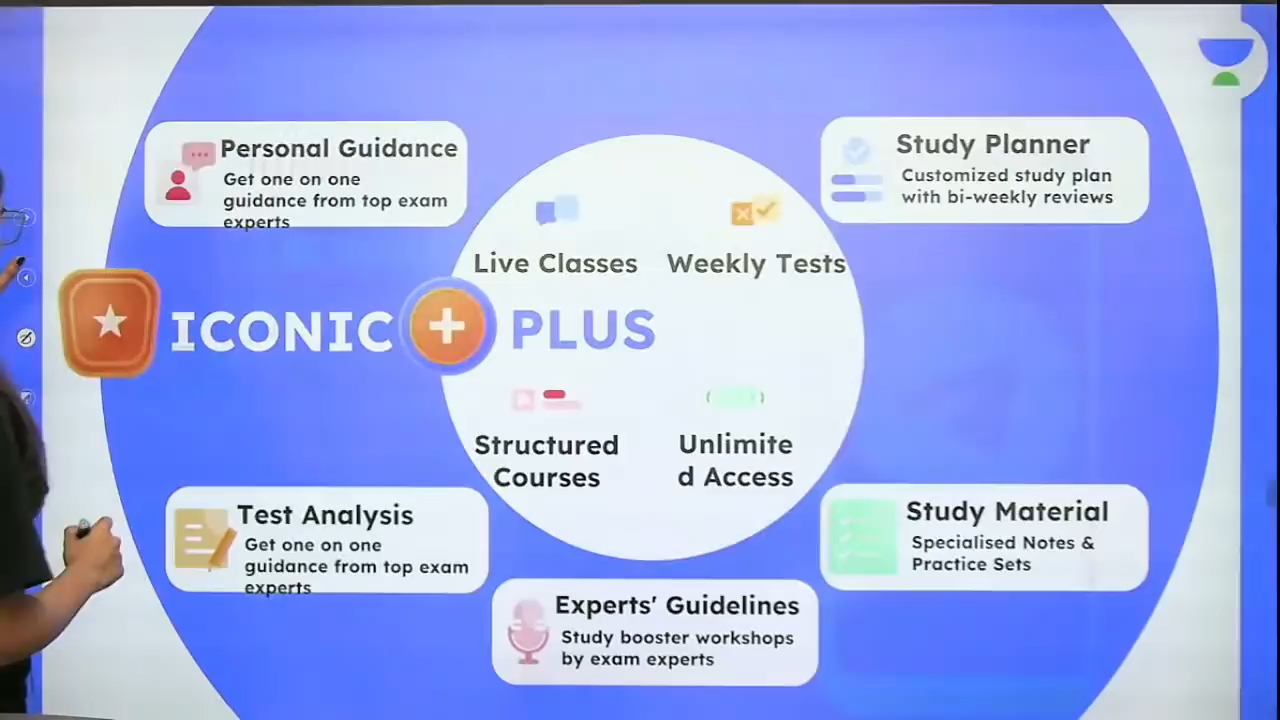 Personal Guidance
Get one on one
guidance from top exam
experts
Study Planner
Customized study plan
with bi-weekly reviews
Live Classes
Weekly Tests
ICONIC + PLUS
Structured
Courses
Unlimite
d Access
Test Analysis
Get one on one
guidance from top exam
experts
Study Material
Specialised Notes &
Practice Sets
Experts' Guidelines
Study booster workshops
by exam experts